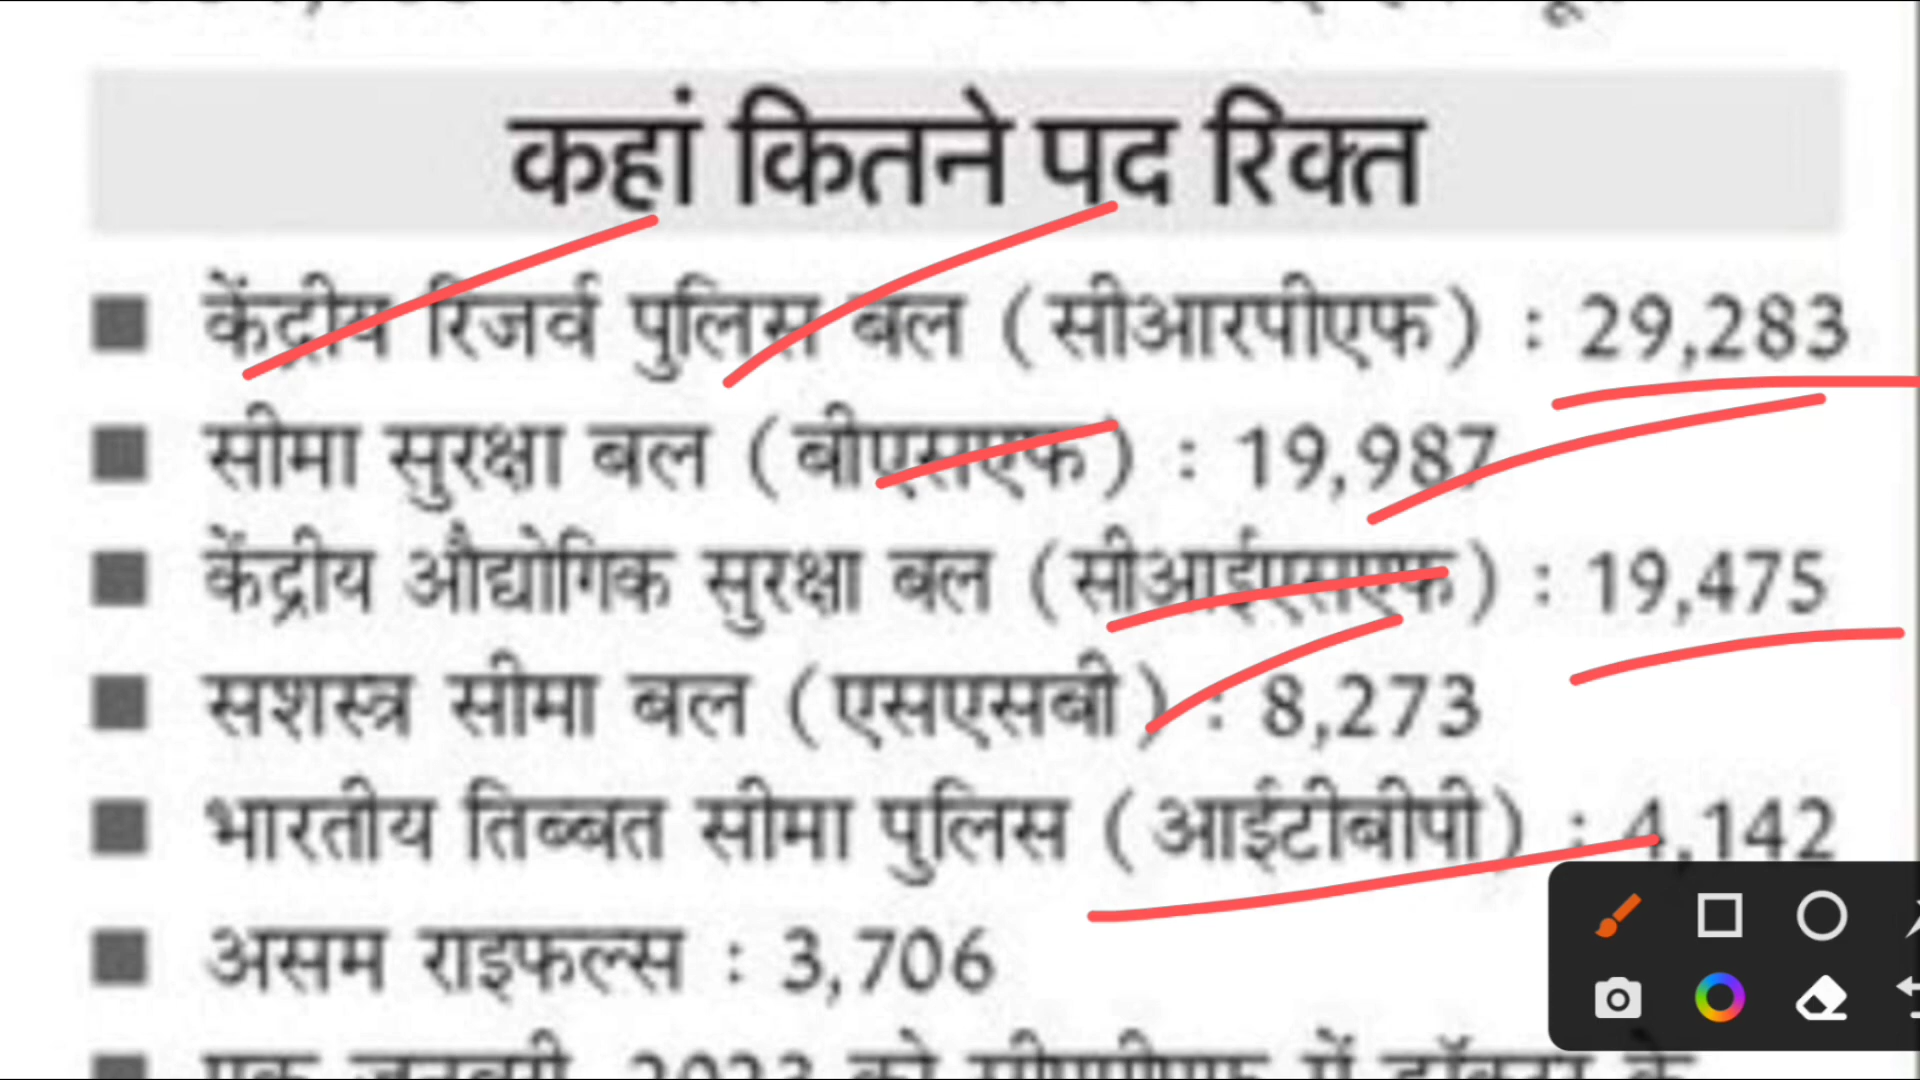 कहां कितने पद रिक्त
■ केंद्रीय रिजर्व पुलिस बल (सीआरपीएफ) : 29,283
■ सीमा सुरक्षा बल (बीएसएफ) : 19,987
■ केंद्रीय औद्योगिक सुरक्षा बल (सीआईएसएफ) : 19,475
■ सशस्त्र सीमा बल (एसएसबी) : 8,273
■ भारतीय तिब्बत सीमा पुलिस (आईटीबीपी) : 4,142
■ असम राइफल्स : 3,706